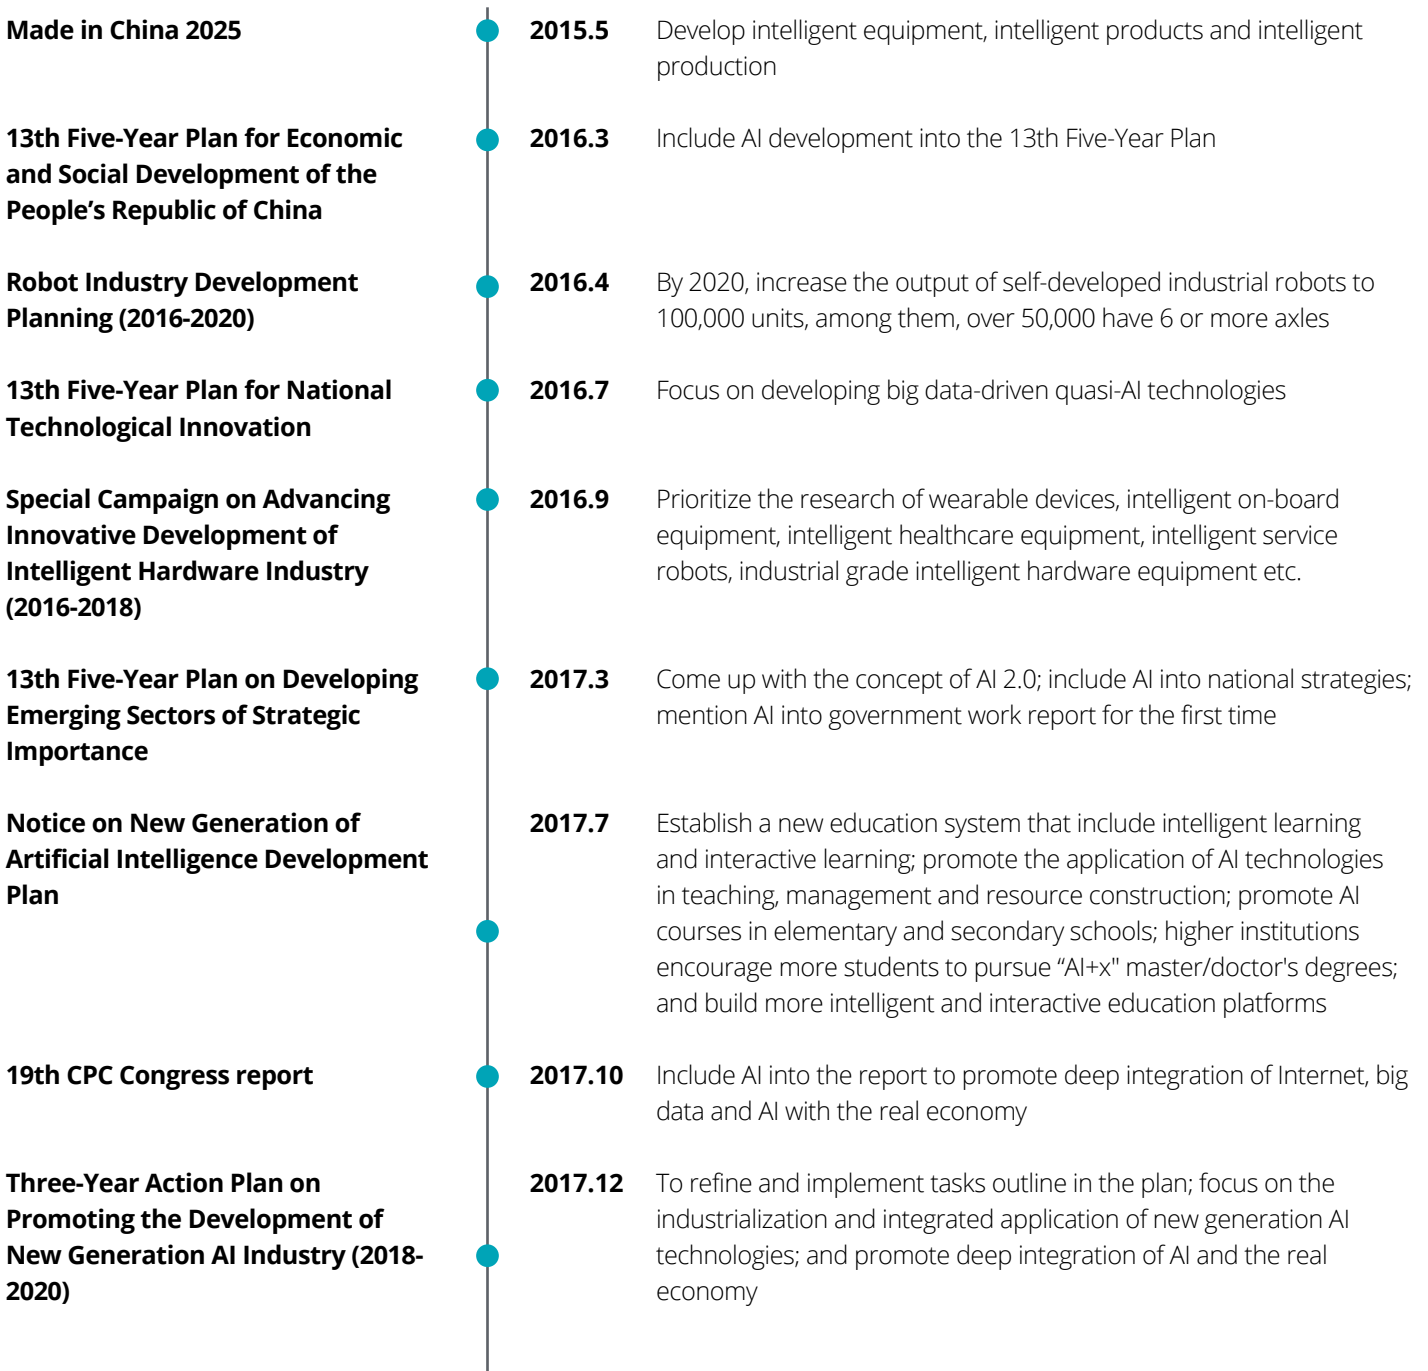 Made in China 2025
2015.5
Develop intelligent equipment, intelligent products and intelligent
production
13th Five-Year Plan for Economic
and Social Development of the
People’s Republic of China
2016.3
Include AI development into the 13th Five-Year Plan
Robot Industry Development
Planning (2016-2020)
2016.4
By 2020, increase the output of self-developed industrial robots to
100,000 units, among them, over 50,000 have 6 or more axles
13th Five-Year Plan for National
Technological Innovation
2016.7
Focus on developing big data-driven quasi-AI technologies
Special Campaign on Advancing
Innovative Development of
Intelligent Hardware Industry
(2016-2018)
2016.9
Prioritize the research of wearable devices, intelligent on-board
equipment, intelligent healthcare equipment, intelligent service
robots, industrial grade intelligent hardware equipment etc.
13th Five-Year Plan on Developing
Emerging Sectors of Strategic
Importance
2017.3
Come up with the concept of AI 2.0; include AI into national strategies;
mention AI into government work report for the first time
Notice on New Generation of
Artificial Intelligence Development
Plan
2017.7
Establish a new education system that include intelligent learning
and interactive learning; promote the application of AI technologies
in teaching, management and resource construction; promote AI
courses in elementary and secondary schools; higher institutions
encourage more students to pursue “AI+x" master/doctor's degrees;
and build more intelligent and interactive education platforms
19th CPC Congress report
2017.10
Include AI into the report to promote deep integration of Internet, big
data and AI with the real economy
Three-Year Action Plan on
Promoting the Development of
New Generation AI Industry (2018-
2020)
2017.12
To refine and implement tasks outline in the plan; focus on the
industrialization and integrated application of new generation AI
technologies; and promote deep integration of AI and the real
economy